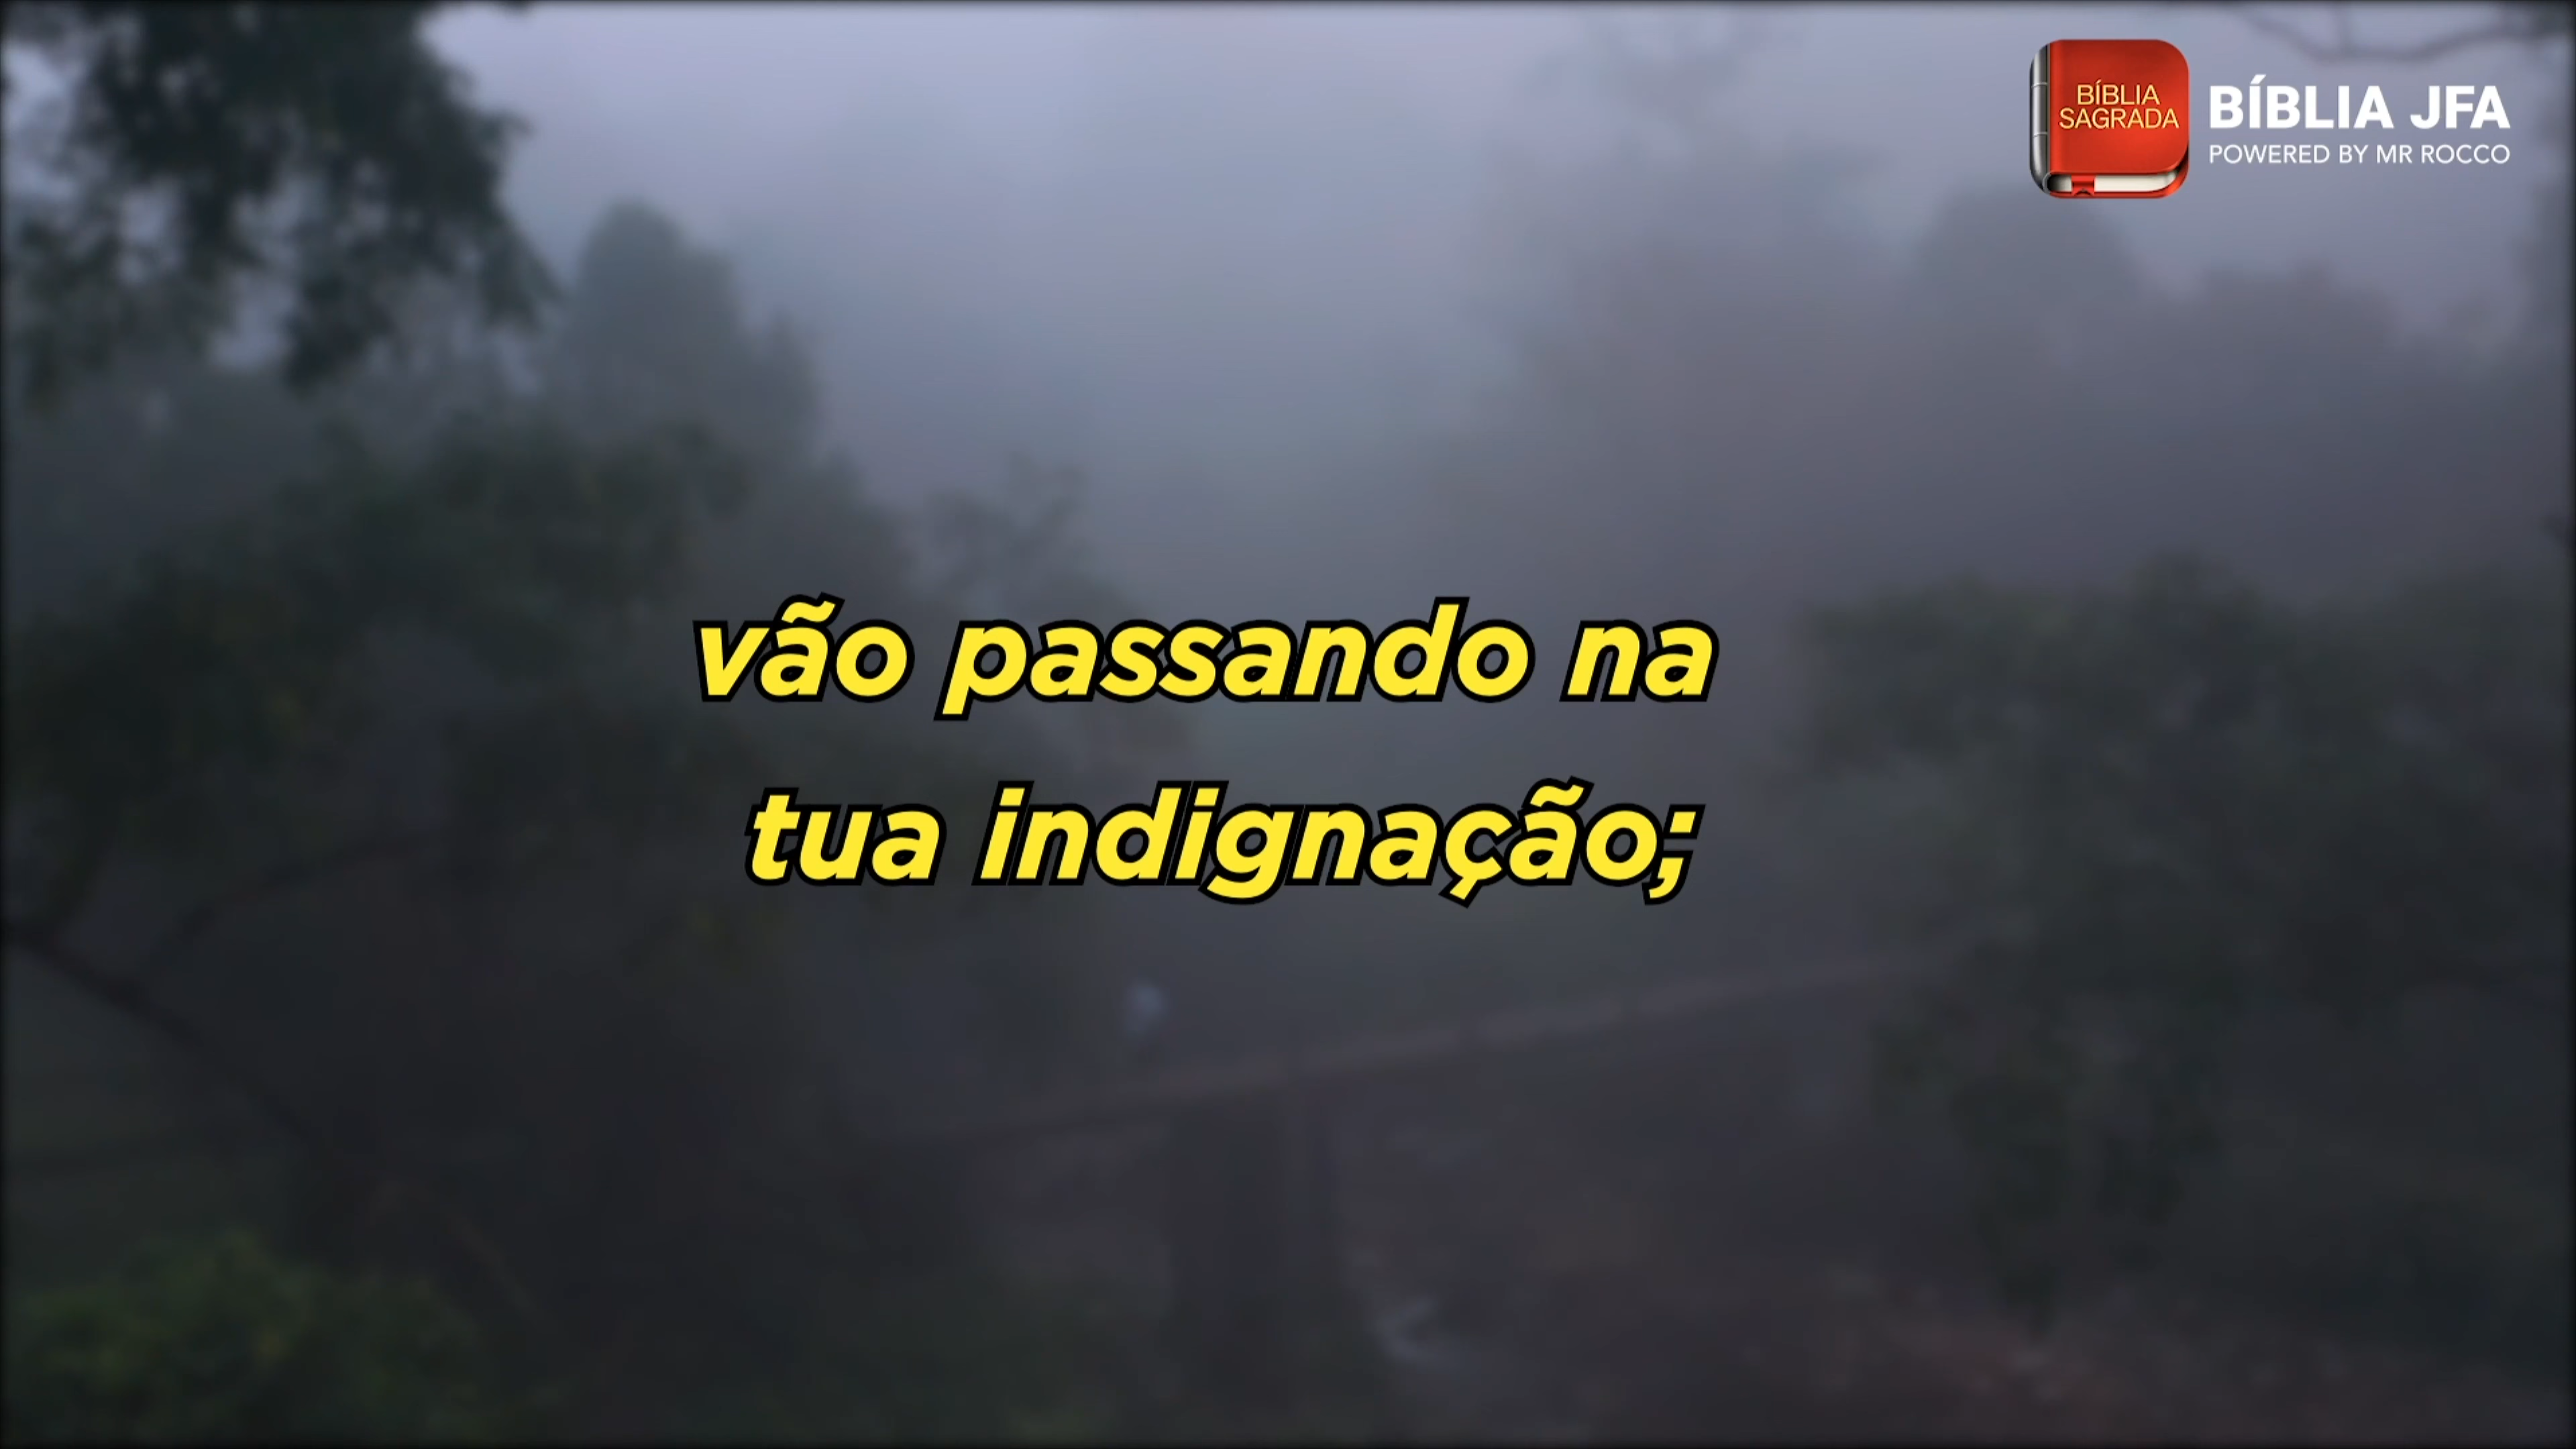 BÍBLIA
SAGRADA
BÍBLIA JFA
POWERED BY MR ROCCO
vão passando na
tua indignação;